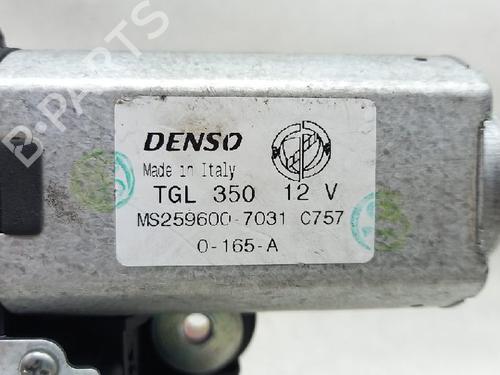 B-PARTS
DENSO
Made in Italy
TGL 350 12 V
MS259600-7031 C757
0-165-A